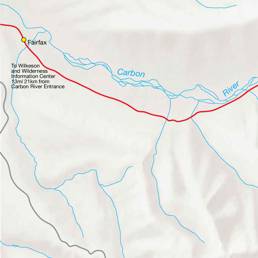 Fairfax
To Wilkeson
and Wilderness
Information Center
13mi 21km from
Carbon River Entrance
Carbon
River